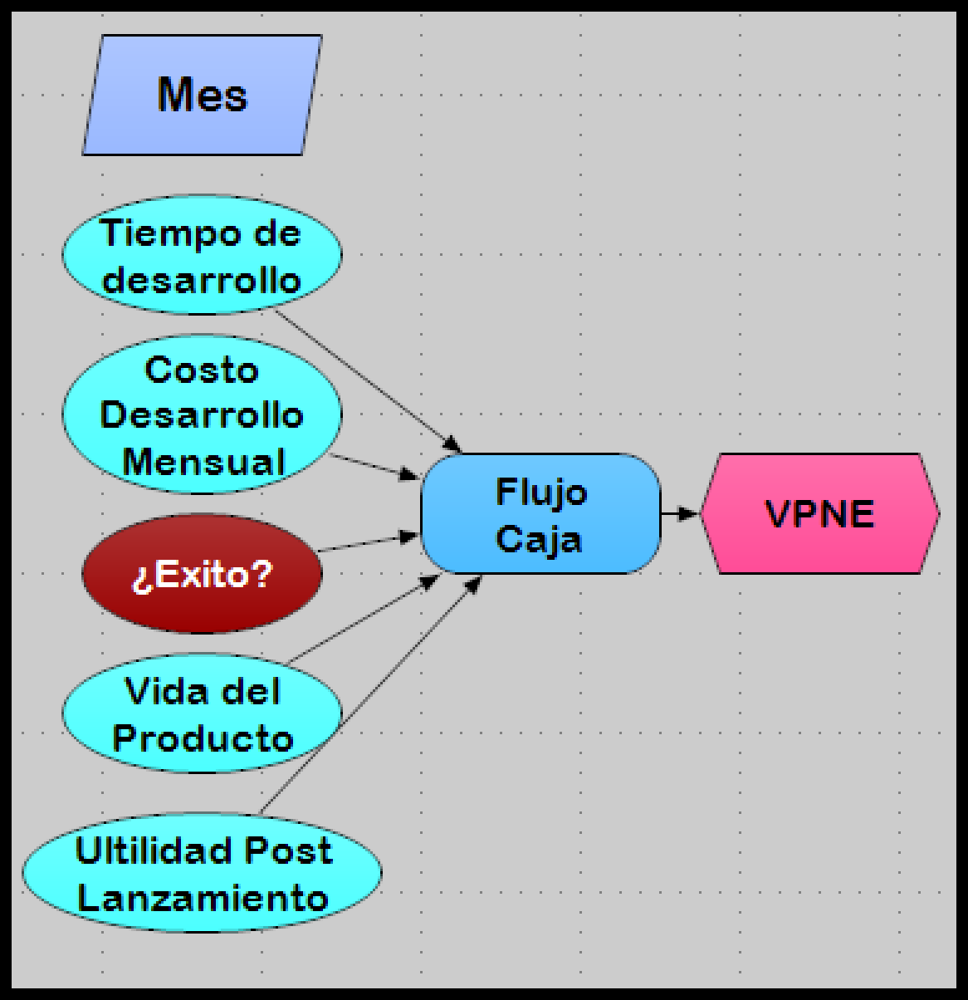 Mes
Tiempo de
desarrollo
Costo
Desarrollo
Mensual
¿Exito?
Vida del
Producto
Ultilidad Post
Lanzamiento
Flujo
Caja
VPNE